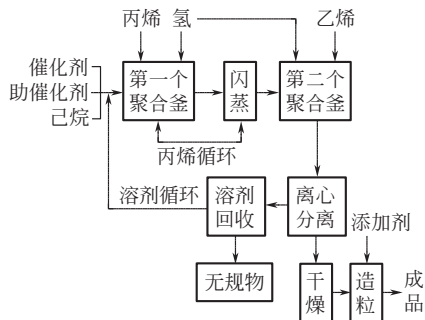 丙烯 氢
乙烯
催化剂
助催化剂
己烷
第一个
聚合釜
闪
蒸
第二个
聚合釜
丙烯循环
溶剂循环
溶剂
回收
离心
分离
添加剂
无规物
干
燥
造
粒
成
品